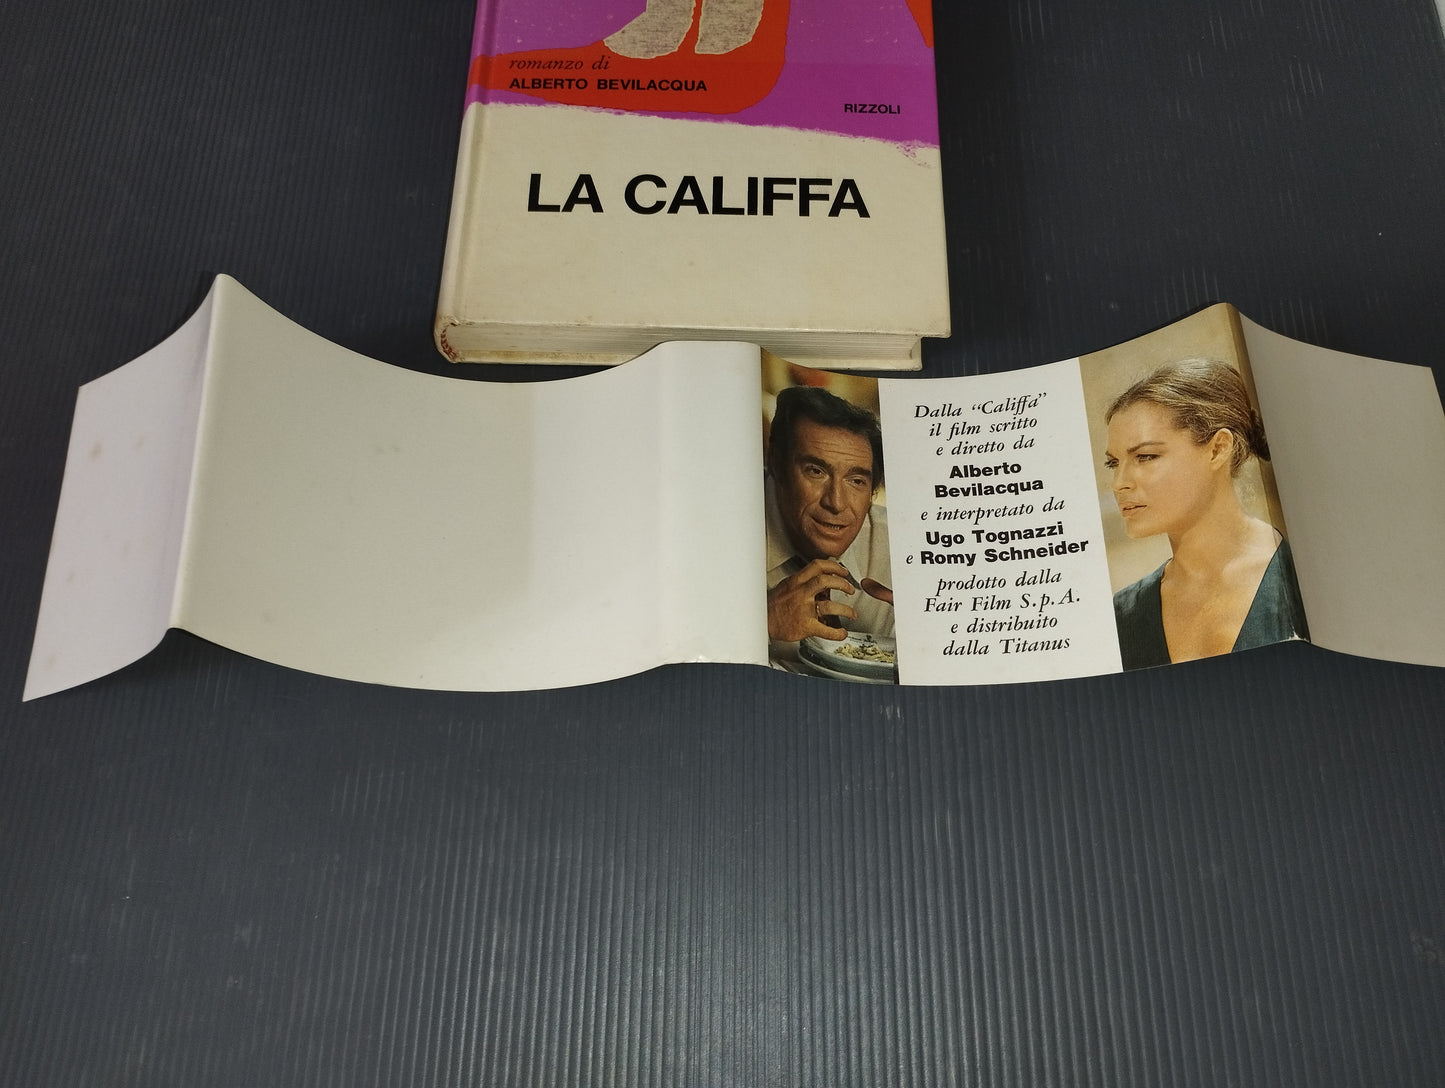 romanzo di
ALBERTO BEVILACQUA
RIZZOLI
LA CALIFFA
Dalla “Califfa”
il film scritto
e diretto da
Alberto
Bevilacqua
e interpretato da
Ugo Tognazzi
e Romy Schneider
prodotto dalla
Fair Film S.p.A.
e distribuito
dalla Titanus